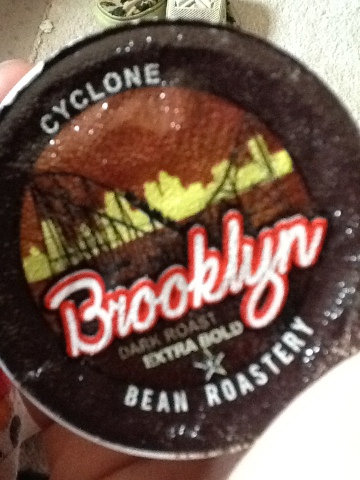 CYCLONE
Brooklyn
DARK ROAST
EXTRA BOLD
BEAN ROASTERY